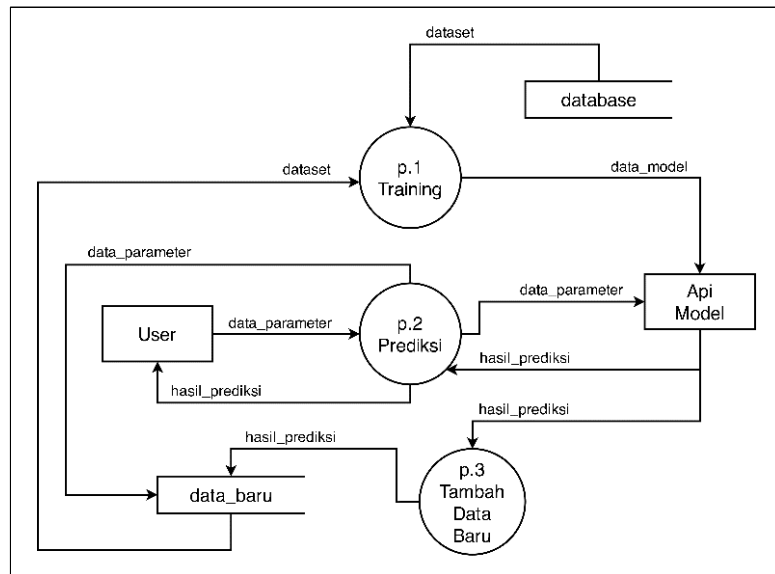 dataset
database
p.1
Training
dataset
data_model
data_parameter
Api
Model
data_parameter
User
data_parameter
p.2
Prediksi
hasil_prediksi
hasil_prediksi
hasil_prediksi
hasil_prediksi
p.3
Tambah
Data
Baru
data_baru